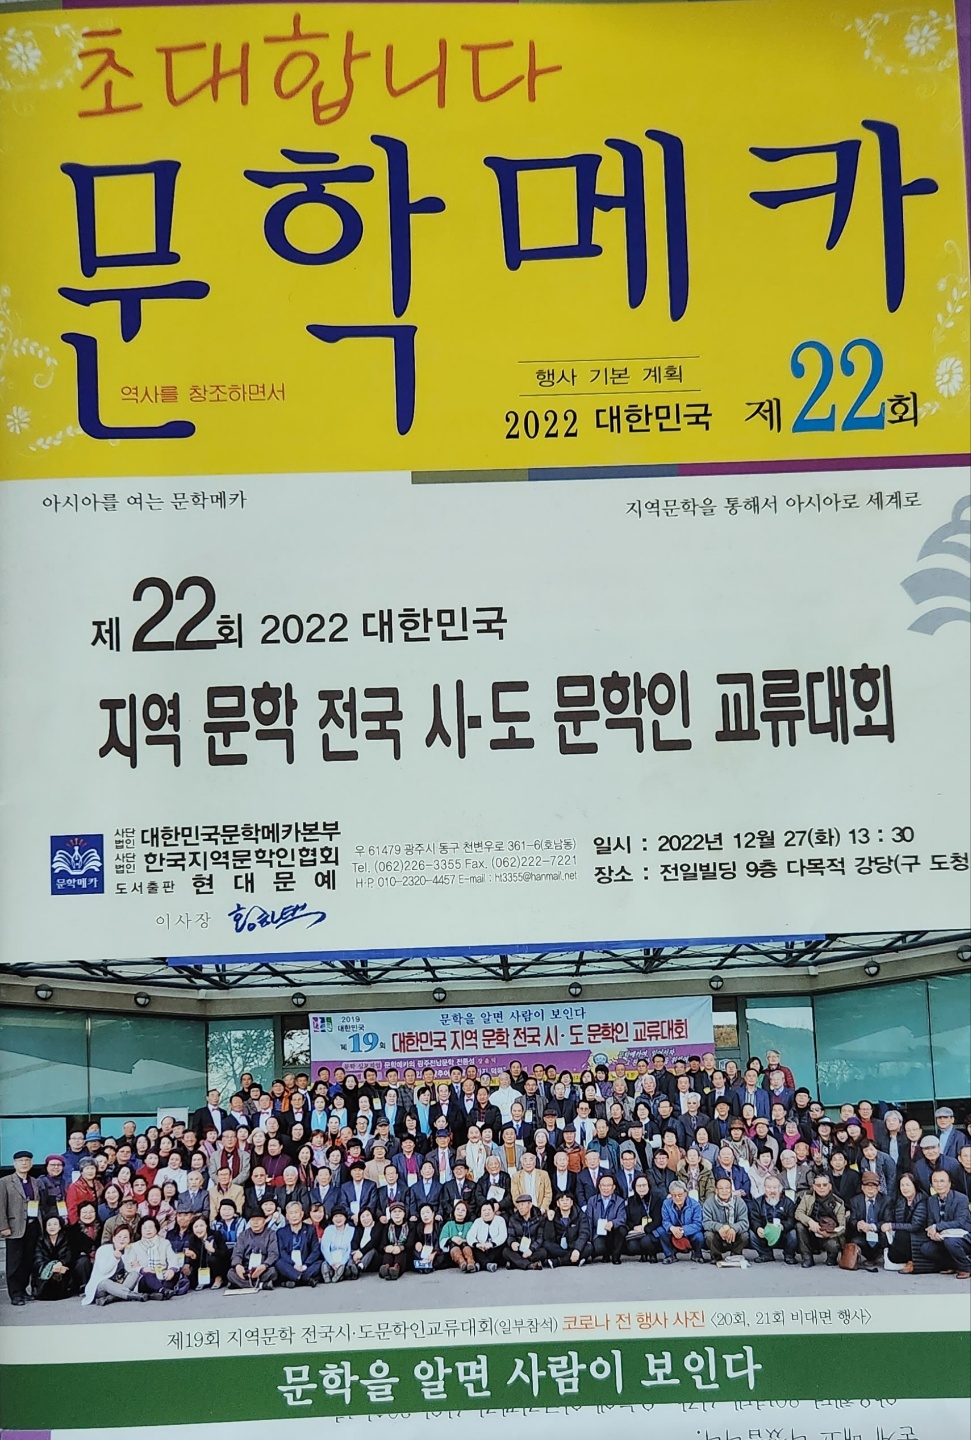 초대합니다
문학메카
역사를 창조하면서
행사 기본 계획
2022 대한민국 제22회
아시아를 여는 문학메카
지역문학을 통해서 아시아로 세계로
제22회 2022 대한민국
지역 문학 전국 시·도 문학인 교류대회
문학메카
사단법인 대한민국문학메카본부
사단법인 한국지역문학인협회
도서출판 현대문예
이사장
우 61479 광주시 동구 천변우로 361-6(호남동)
Tel. (062)226-3355 Fax. (062)222-7221
H·P. 010-2320-4457 E-mail : ht3355@hanmail.net
일시 : 2022년 12월 27(화) 13 : 30
장소 : 전일빌딩 9층 다목적 강당(구 도청
문학을 알면 사람이 보인다
2019 대한민국
제19회 대한민국 지역 문학 전국 시·도 문학인 교류대회
제19회 지역문학 전국시·도문학인교류대회(일부참석) 코로나 전 행사 사진 〈20회, 21회 비대면 행사〉
문학을 알면 사람이 보인다